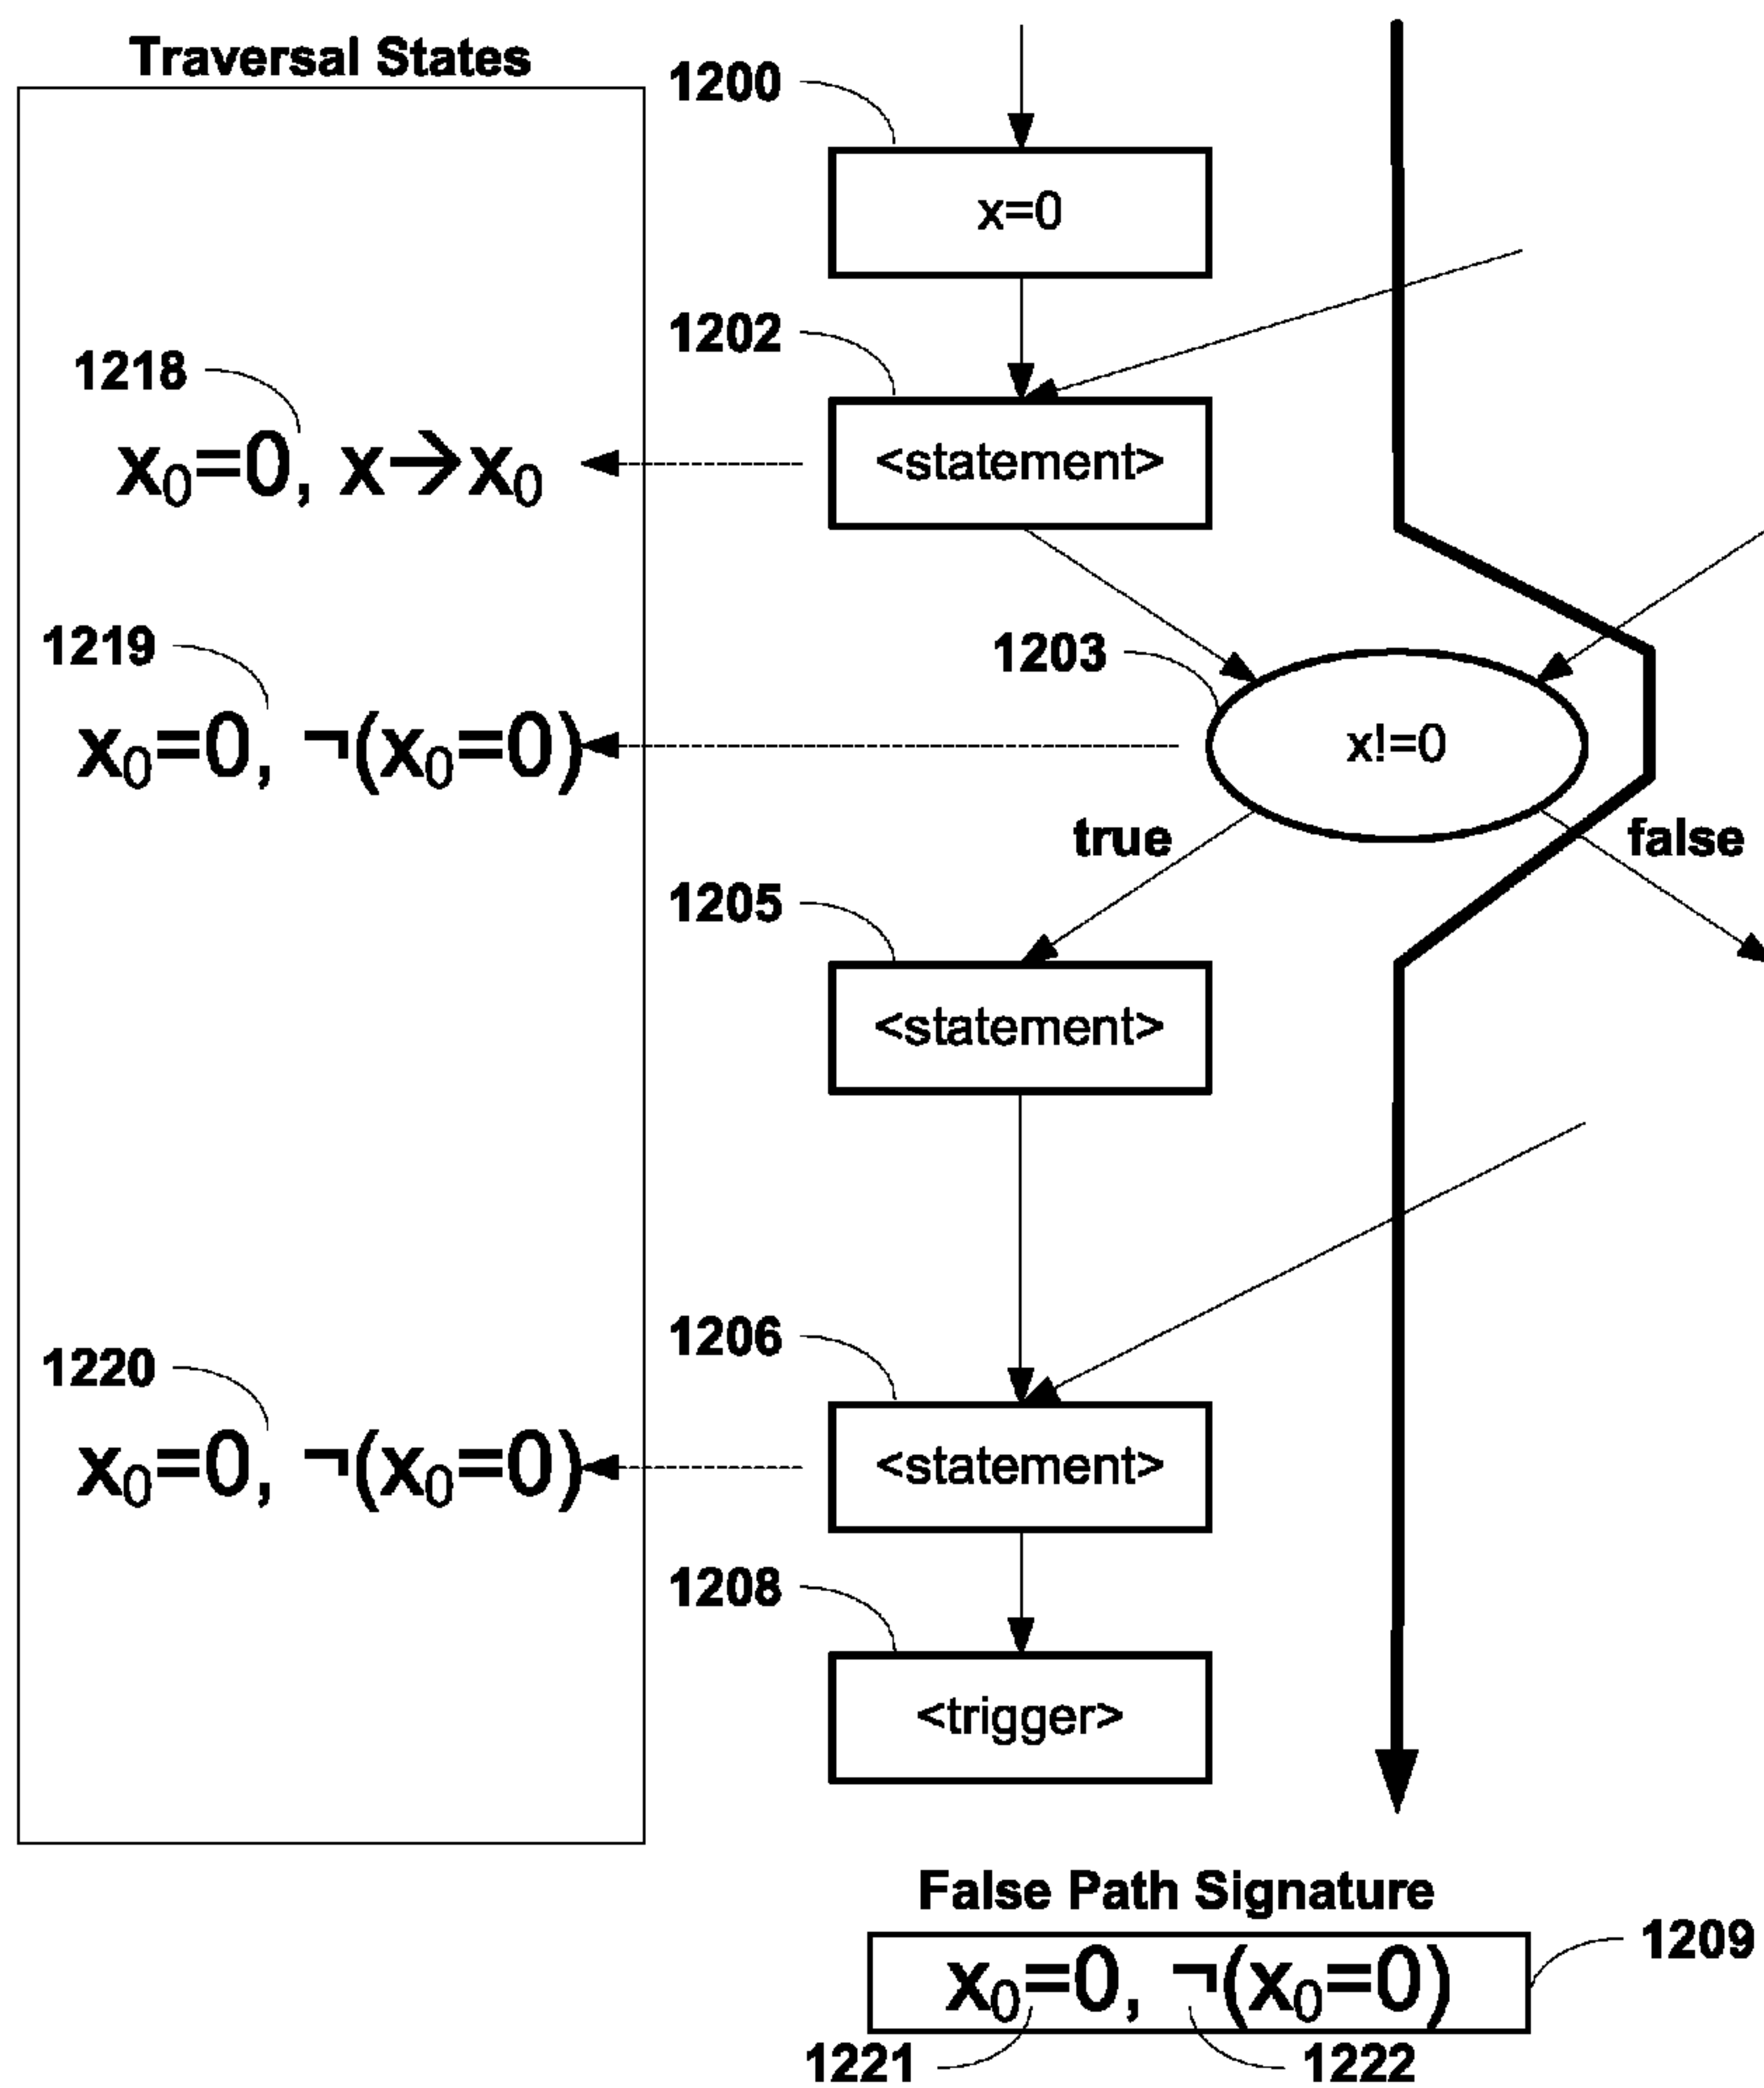 Traversal States
1200
x=0
1202
1218
x₀=0, x→x₀
<statement>
1219
1203
x₀=0, ¬(x₀=0)
x!=0
true
false
1205
<statement>
1206
1220
x₀=0, ¬(x₀=0)
<statement>
1208
<trigger>
False Path Signature
1209
x₀=0, ¬(x₀=0)
1221
1222